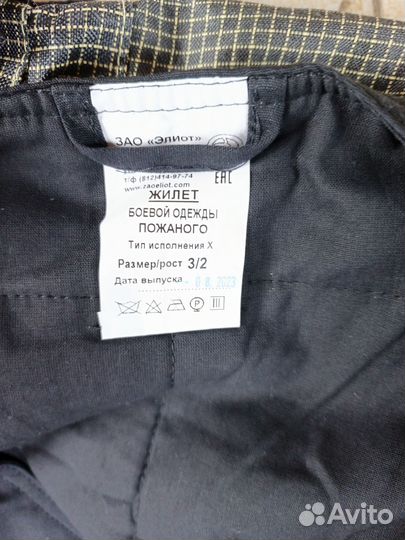 ЗАО «Элиот»
т/ф (812)414-97-74
www.zaoeliot.com
ЕАС
ЖИЛЕТ
БОЕВОЙ ОДЕЖДЫ
ПОЖАНОГО
Тип исполнения Х
Размер/рост 3/2
Дата выпуска 2023
P
Avito